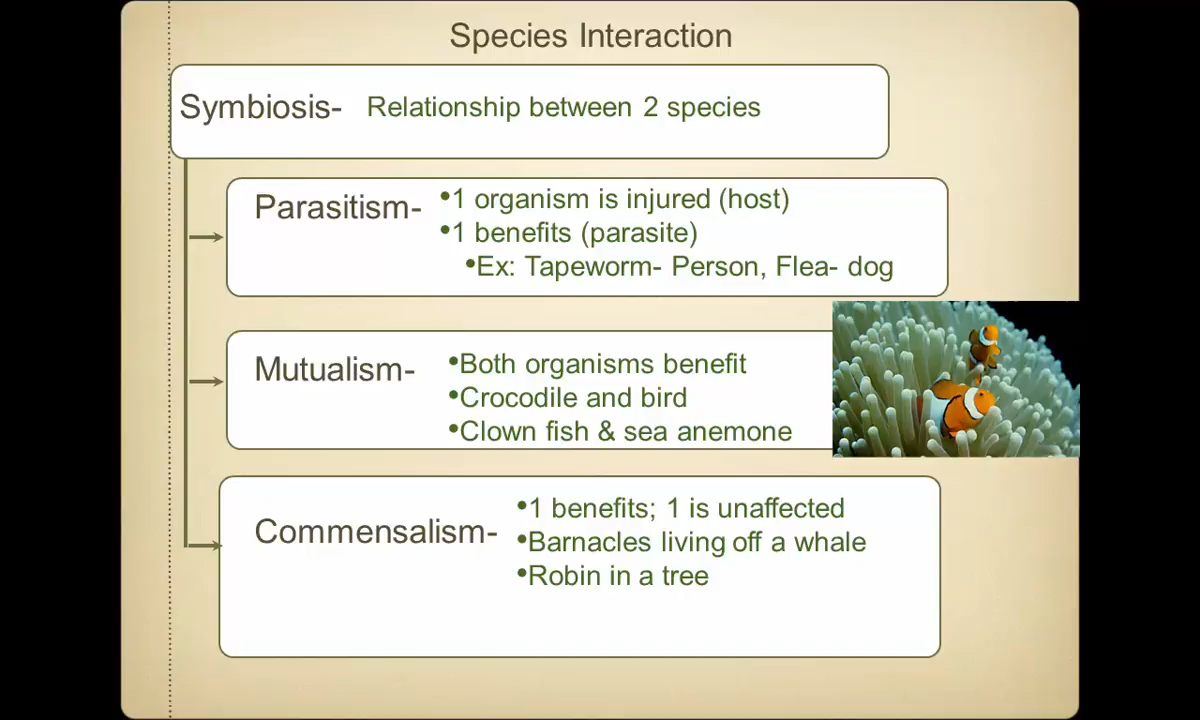 Species Interaction
Symbiosis- Relationship between 2 species
Parasitism- •1 organism is injured (host)
•1 benefits (parasite)
•Ex: Tapeworm- Person, Flea- dog
Mutualism- •Both organisms benefit
•Crocodile and bird
•Clown fish & sea anemone
Commensalism- •1 benefits; 1 is unaffected
•Barnacles living off a whale
•Robin in a tree